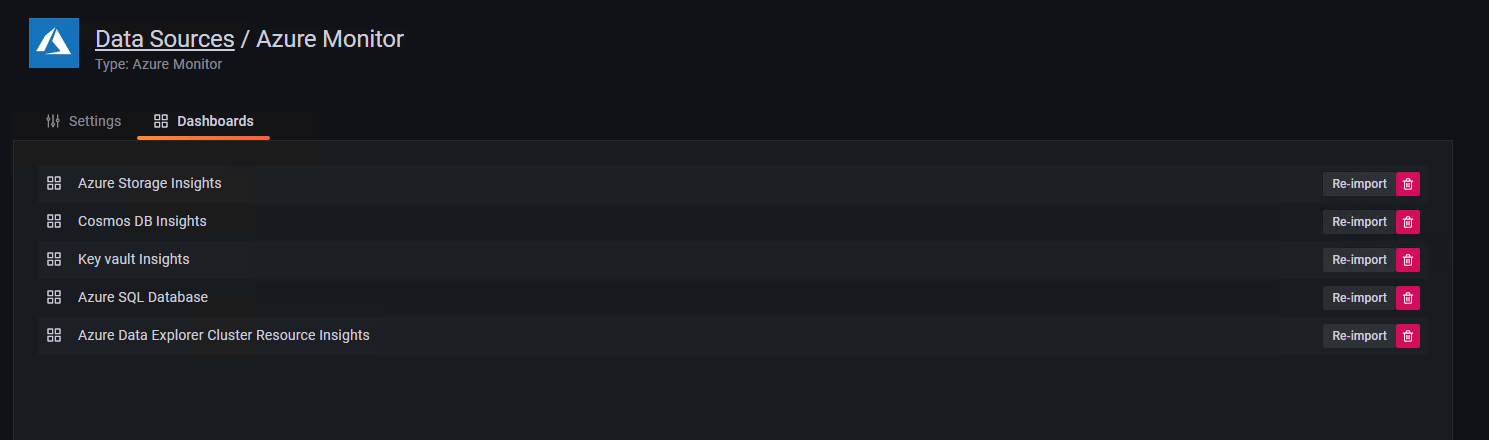 Data Sources / Azure Monitor
Type: Azure Monitor
Settings Dashboards
Azure Storage Insights Re-import
Cosmos DB Insights Re-import
Key vault Insights Re-import
Azure SQL Database Re-import
Azure Data Explorer Cluster Resource Insights Re-import